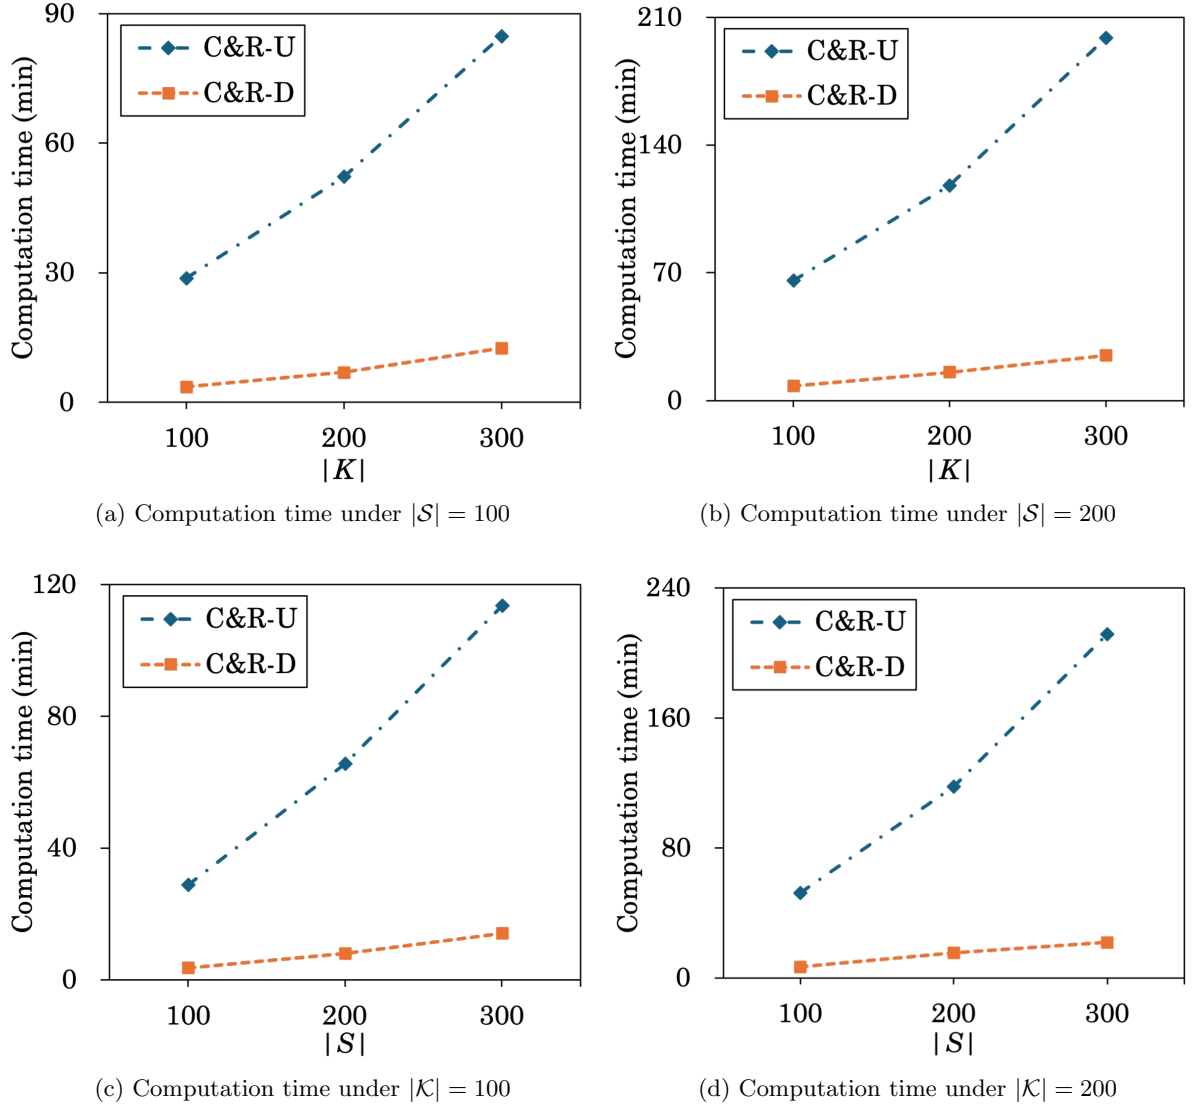 90
60
30
0
Computation time (min)
C&R-U
C&R-D
100 200 300
|K|
(a) Computation time under |𝒮| = 100
210
140
70
0
Computation time (min)
C&R-U
C&R-D
100 200 300
|K|
(b) Computation time under |𝒮| = 200
120
80
40
0
Computation time (min)
C&R-U
C&R-D
100 200 300
|S|
(c) Computation time under |𝒦| = 100
240
160
80
0
Computation time (min)
C&R-U
C&R-D
100 200 300
|S|
(d) Computation time under |𝒦| = 200